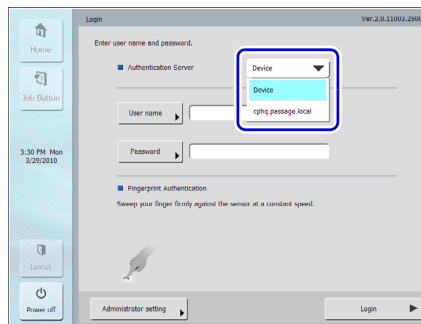 Login
Ver.2.0.11003.2500
Home
Job Button
3:30 PM Mon
3/29/2010
Logout
Power off
Enter user name and password.
Authentication Server
Device
Device
cphq.passage.local
User name
Password
Fingerprint Authentication
Sweep your finger firmly against the sensor at a constant speed.
Administrator setting
Login